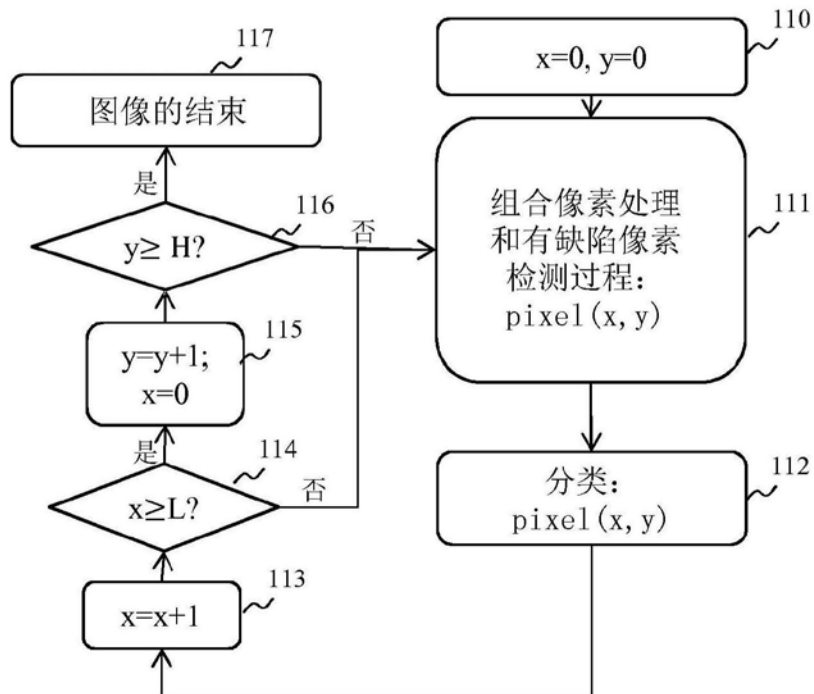 110
x=0, y=0
组合像素处理
和有缺陷像素
检测过程：
pixel(x,y)
111
分类：
pixel(x,y)
112
x=x+1
113
x≥L?
114
是
否
y=y+1;
x=0
115
y≥ H?
116
是
否
图像的结束
117